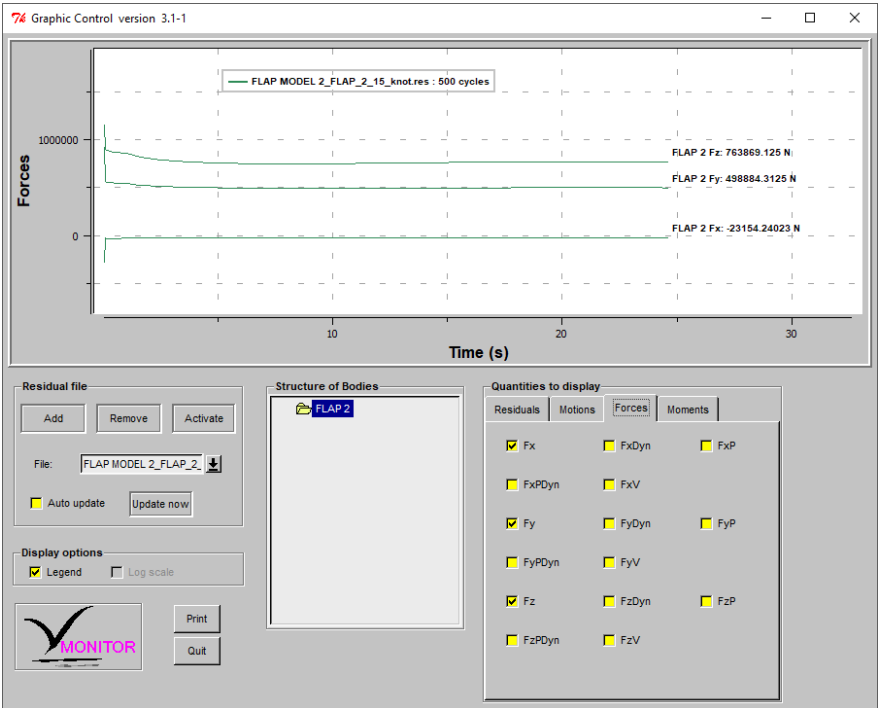 Graphic Control version 3.1-1
FLAP MODEL 2_FLAP_2_15_knot.res : 500 cycles
1000000
0
Forces
FLAP 2 Fz: 763869.125 N
FLAP 2 Fy: 498884.3125 N
FLAP 2 Fx: -23154.24023 N
10
20
30
Time (s)
Residual file
Add
Remove
Activate
File:
FLAP MODEL 2_FLAP_2_
Auto update
Update now
Display options
Legend
Log scale
MONITOR
Print
Quit
Structure of Bodies
FLAP 2
Quantities to display
Residuals
Motions
Forces
Moments
Fx
FxDyn
FxP
FxPDyn
FxV
Fy
FyDyn
FyP
FyPDyn
FyV
Fz
FzDyn
FzP
FzPDyn
FzV